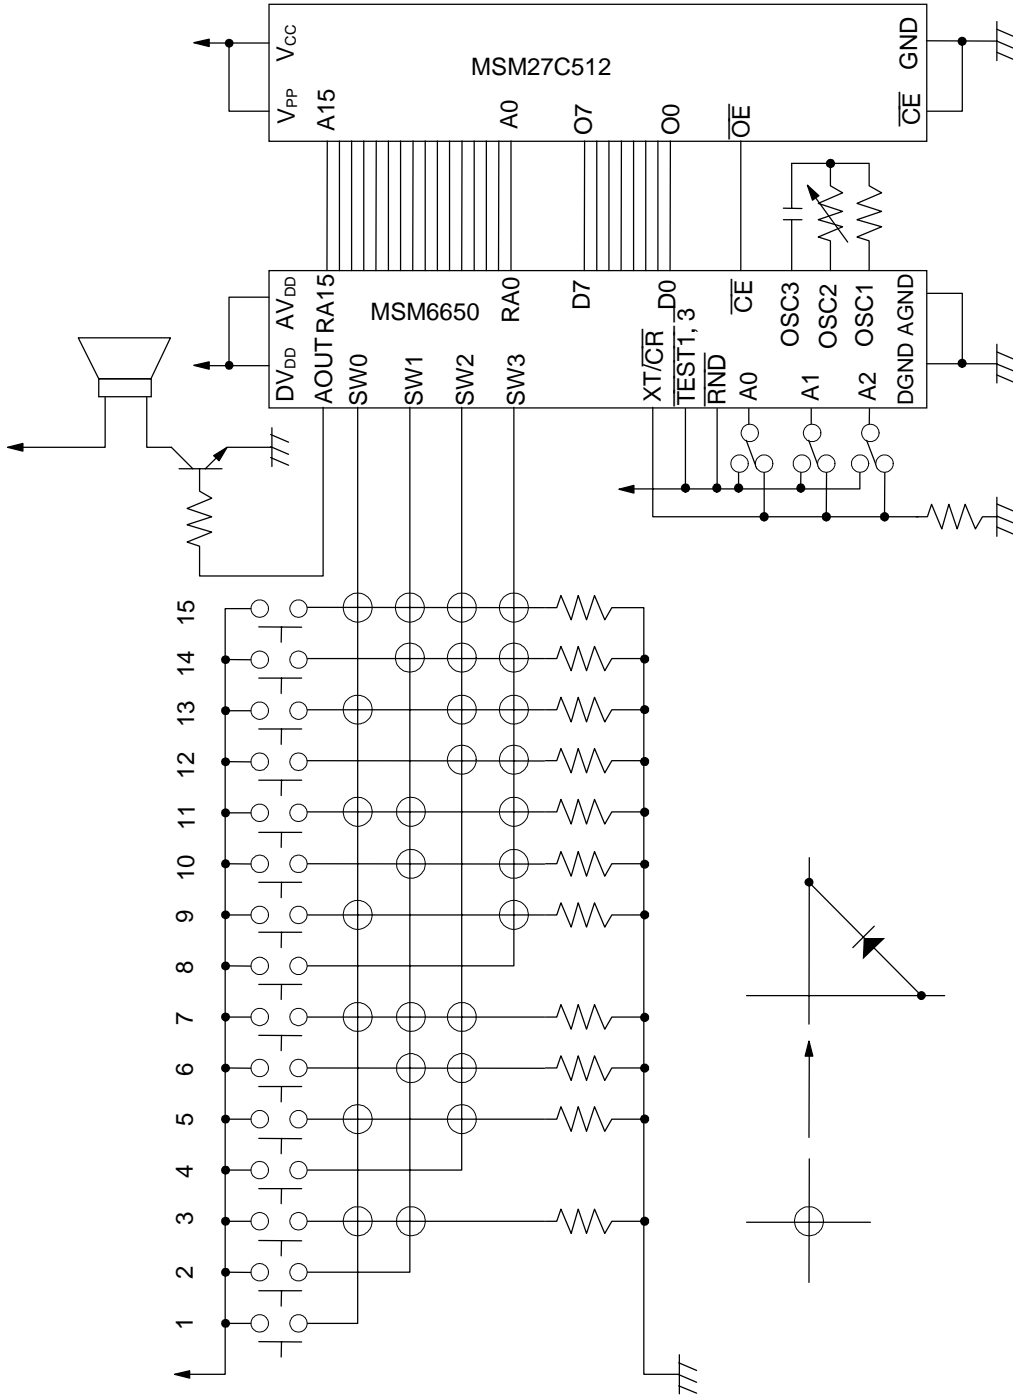 MSM27C512
VCC
VPP
A15
A0
O7
O0
OE
GND
CE
MSM6650
DVDD
AVDD
AOUT
RA15
RA0
D7
D0
CE
OSC3
OSC2
OSC1
DGND
AGND
SW0
SW1
SW2
SW3
XT/CR
TEST1, 3
RND
A0
A1
A2
15
14
13
12
11
10
9
8
7
6
5
4
3
2
1